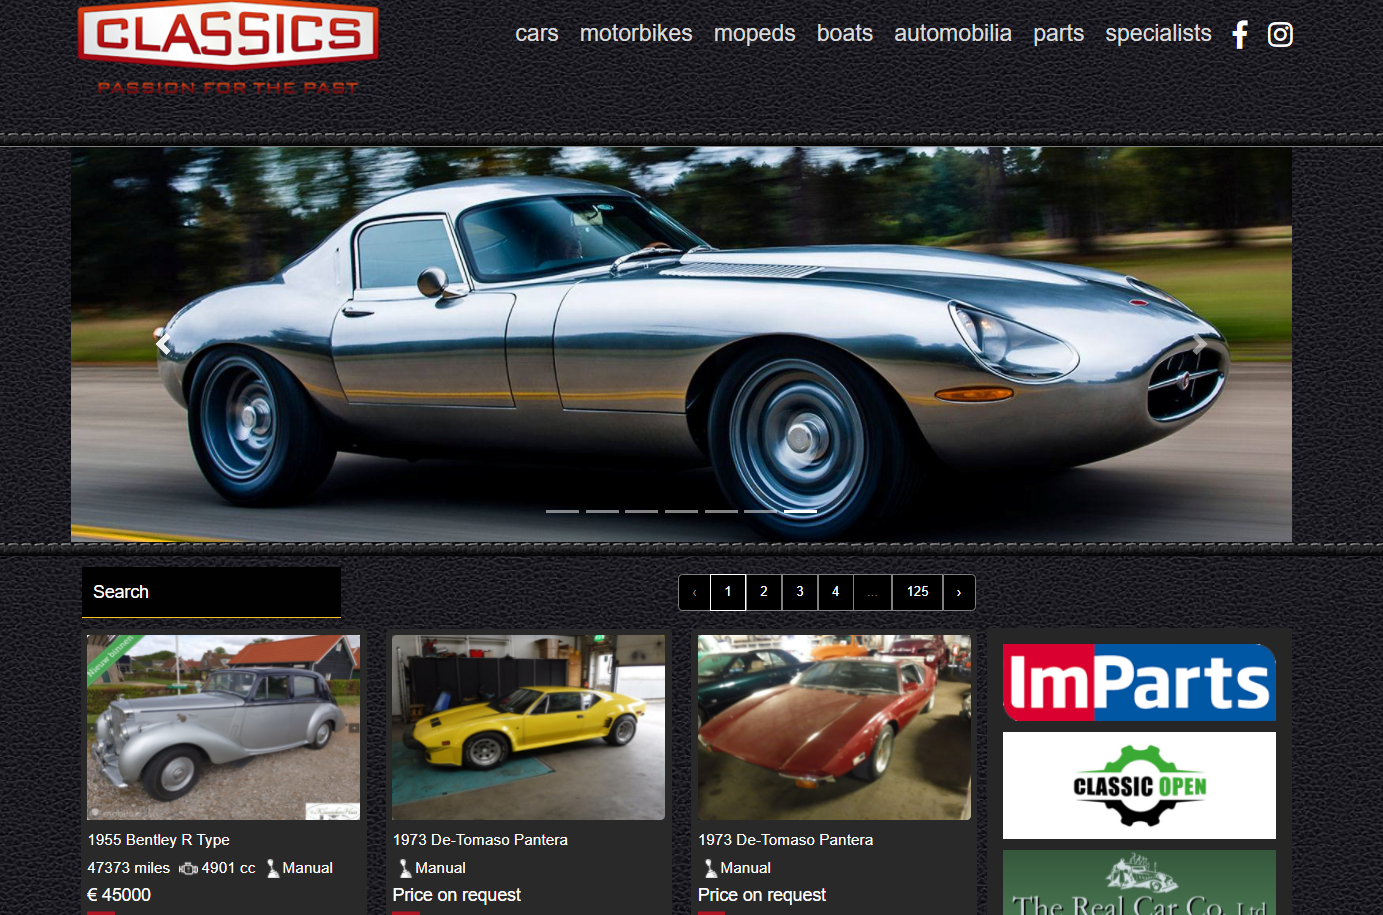 CLASSICS
PASSION FOR THE PAST
cars motorbikes mopeds boats automobilia parts specialists
Search
‹ 1 2 3 4 ... 125 ›
Nieuw binnen
1955 Bentley R Type
47373 miles 4901 cc Manual
€ 45000
1973 De-Tomaso Pantera
Manual
Price on request
1973 De-Tomaso Pantera
Manual
Price on request
ImParts
CLASSIC OPEN
The Real Car Co. Ltd